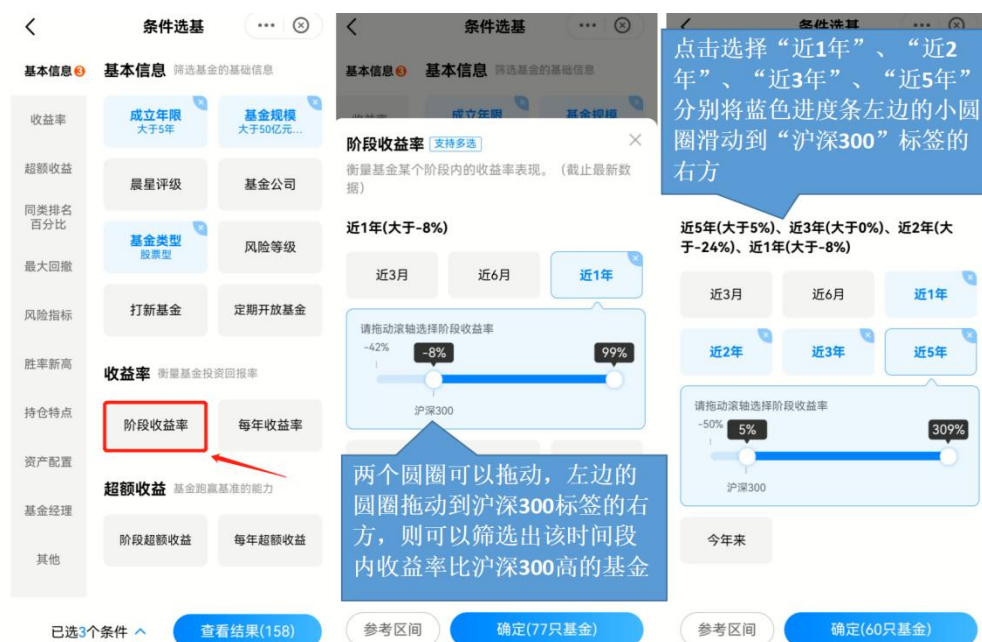 条件选基
基本信息3
基本信息 筛选基金的基础信息
收益率
超额收益
同类排名
百分比
最大回撤
风险指标
胜率新高
持仓特点
资产配置
基金经理
其他
成立年限
大于5年
基金规模
大于50亿元...
晨星评级
基金公司
基金类型
股票型
风险等级
打新基金
定期开放基金
收益率 衡量基金投资回报率
阶段收益率
每年收益率
超额收益 基金跑赢基准的能力
阶段超额收益
每年超额收益
已选3个条件
查看结果(158)
条件选基
基本信息3
基本信息 筛选基金的基础信息
成立年限
基金规模
阶段收益率 支持多选
衡量基金某个阶段内的收益率表现。（截止最新数
据）
近1年(大于-8%)
近3月
近6月
近1年
请拖动滚轴选择阶段收益率
-42%
-8%
99%
沪深300
两个圆圈可以拖动，左边的
圆圈拖动到沪深300标签的右
方，则可以筛选出该时间段
内收益率比沪深300高的基金
参考区间
确定(77只基金)
条件选基
点击选择“近1年”、“近2
年”、“近3年”、“近5年”
分别将蓝色进度条左边的小圆
圈滑动到“沪深300”标签的
右方
近5年(大于5%)、近3年(大于0%)、近2年(大
于-24%)、近1年(大于-8%)
近3月
近6月
近1年
近2年
近3年
近5年
请拖动滚轴选择阶段收益率
-50%
5%
309%
沪深300
今年来
参考区间
确定(60只基金)